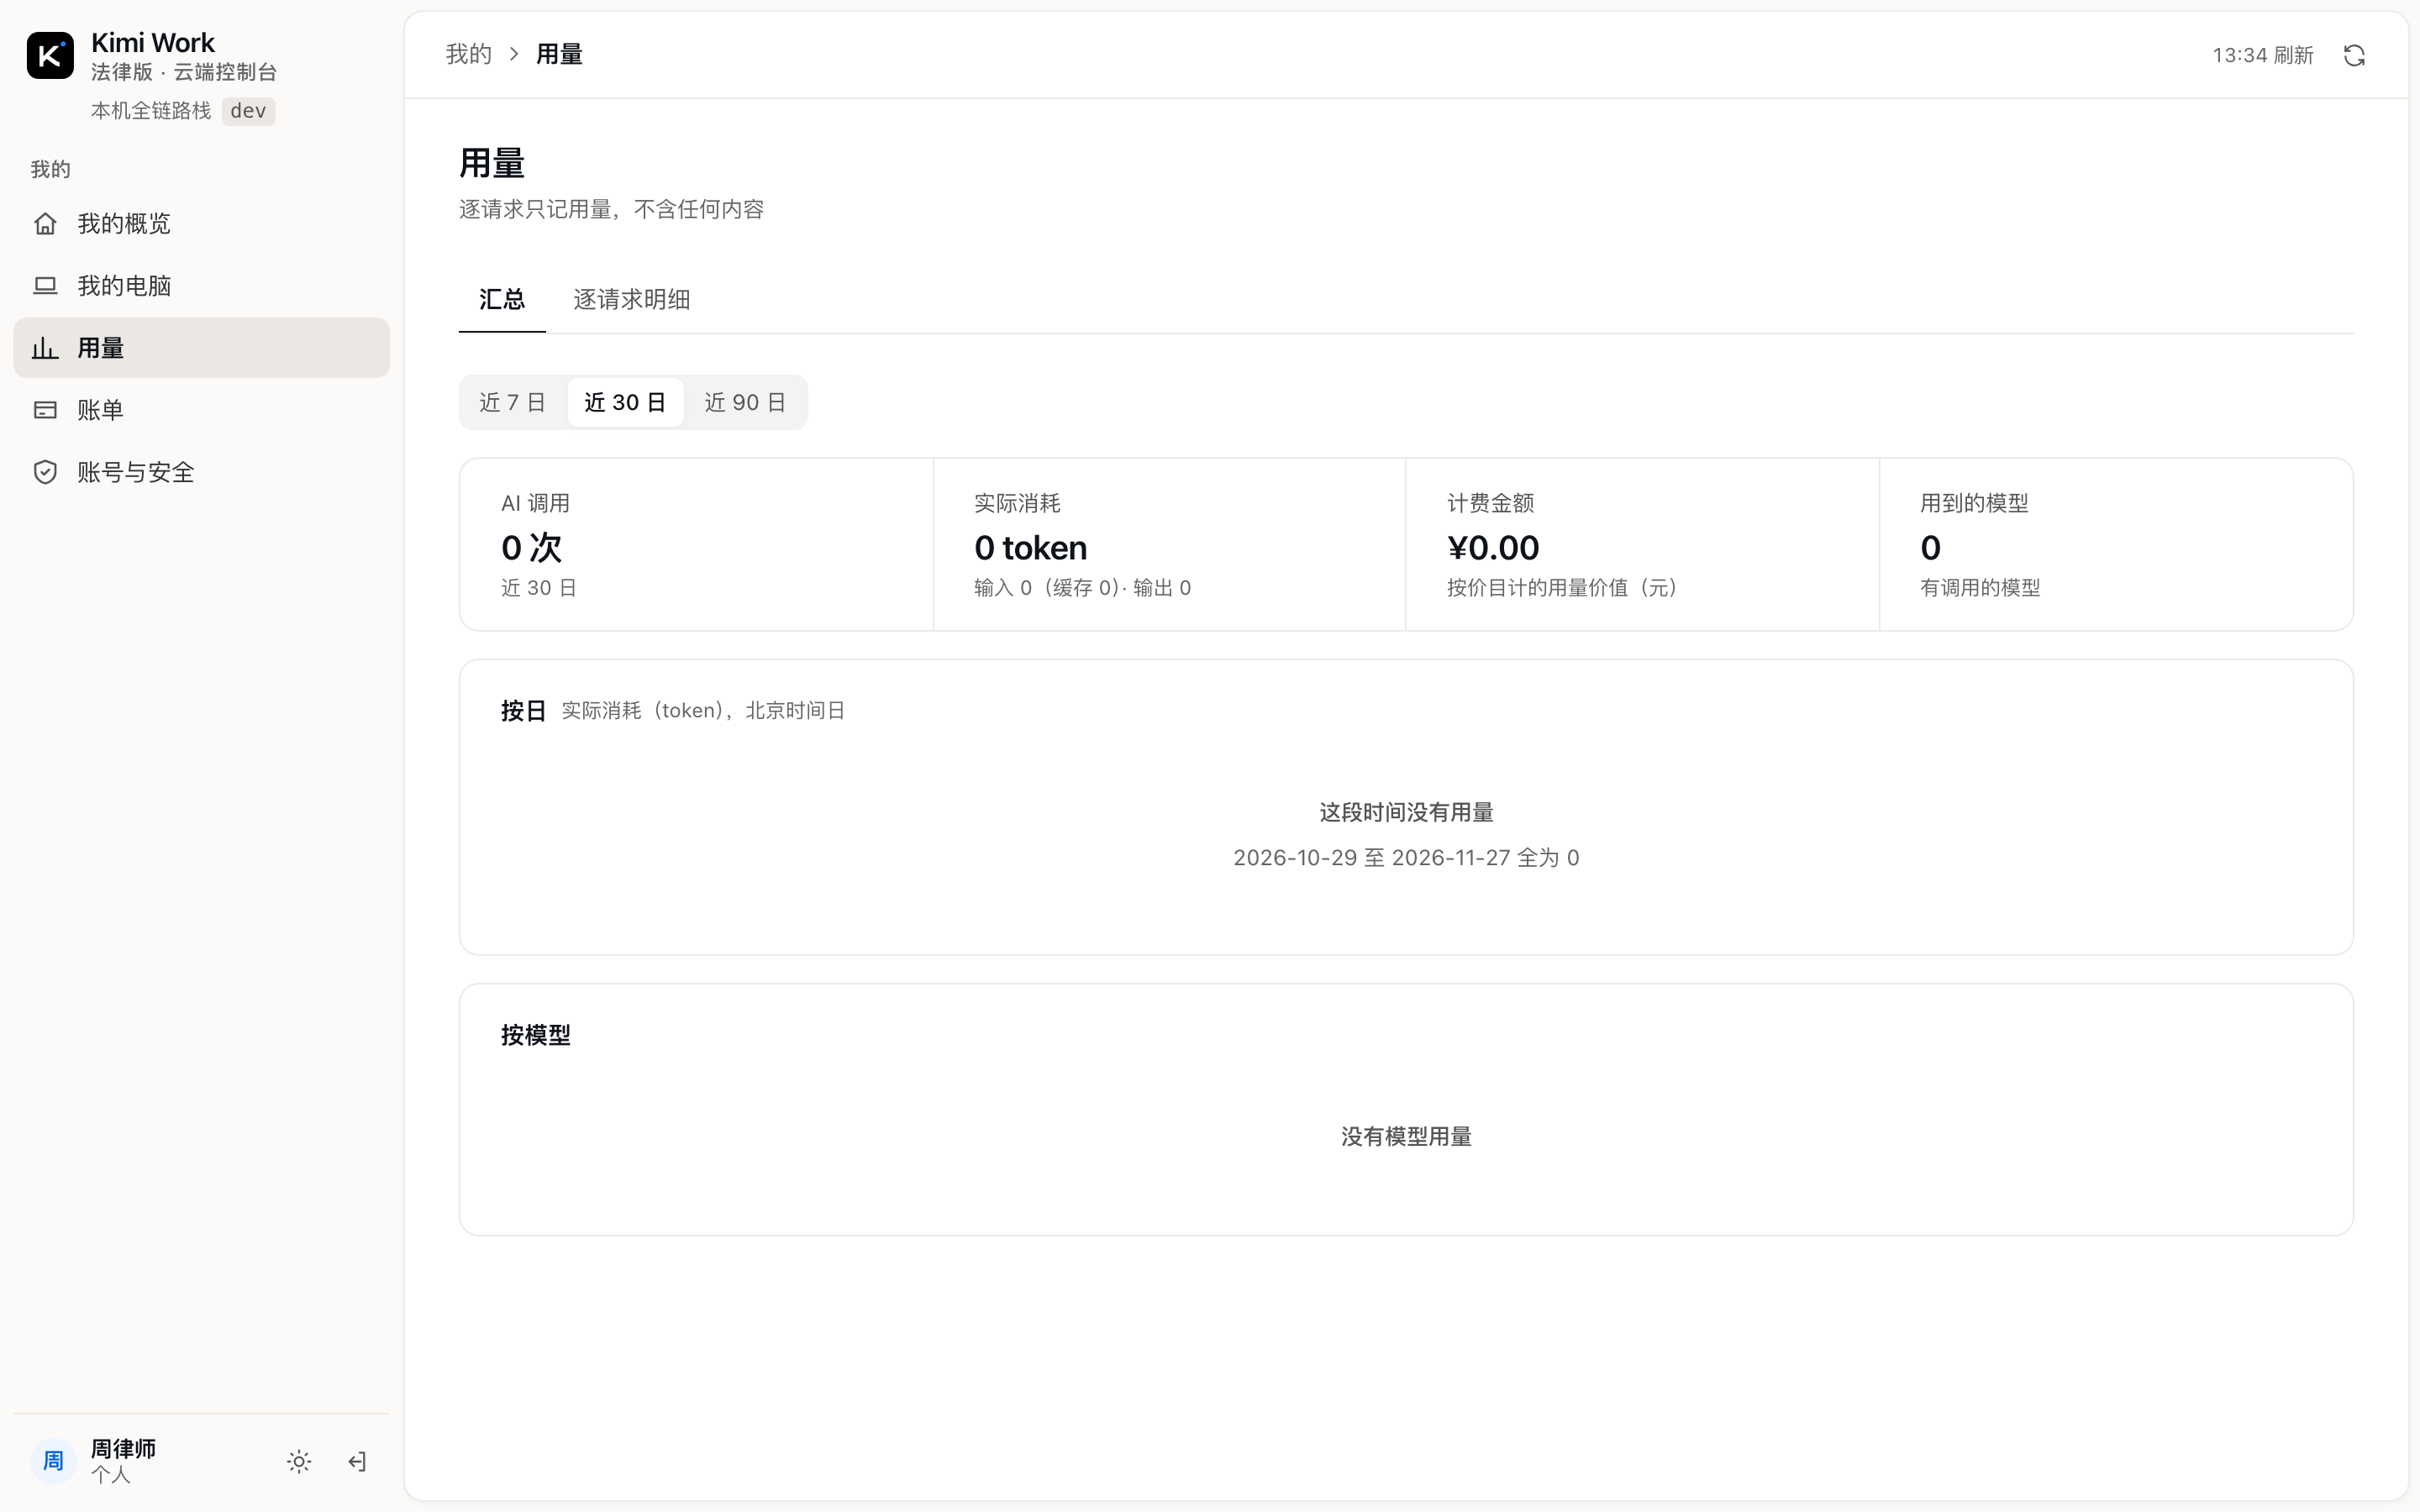 Kimi Work
法律版 · 云端控制台
本机全链路栈 dev
我的
我的概览
我的电脑
用量
账单
账号与安全
周
周律师
个人
我的 > 用量
13:34 刷新
用量
逐请求只记用量，不含任何内容
汇总 逐请求明细
近 7 日 近 30 日 近 90 日
AI 调用
0 次
近 30 日
实际消耗
0 token
输入 0（缓存 0）· 输出 0
计费金额
¥0.00
按价目计的用量价值（元）
用到的模型
0
有调用的模型
按日 实际消耗（token），北京时间日
这段时间没有用量
2026-10-29 至 2026-11-27 全为 0
按模型
没有模型用量